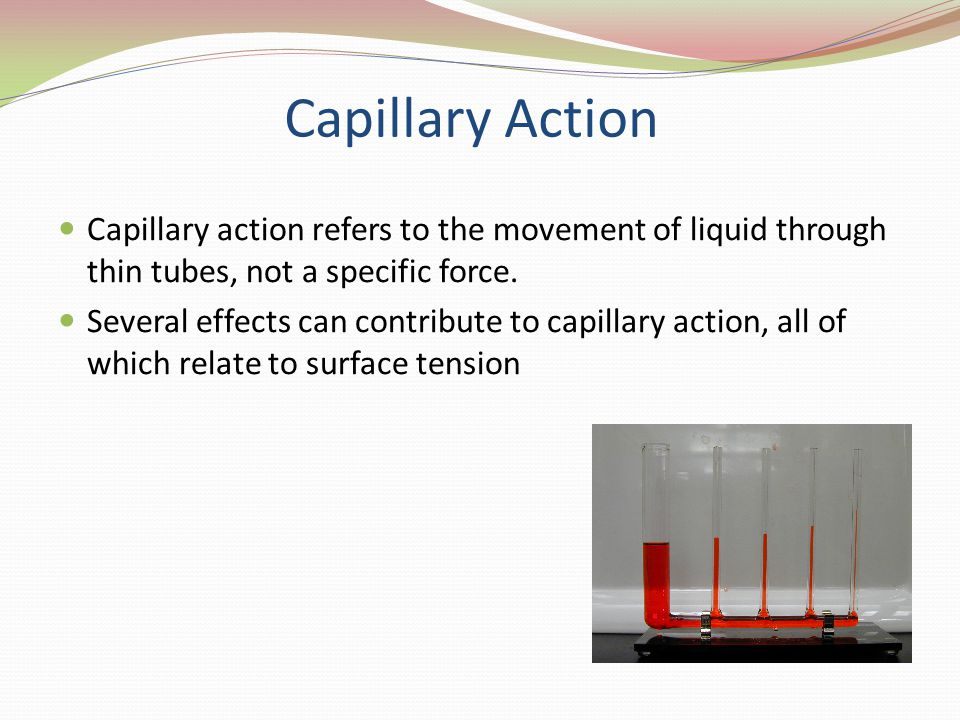 Capillary Action
Capillary action refers to the movement of liquid through
thin tubes, not a specific force.
Several effects can contribute to capillary action, all of
which relate to surface tension